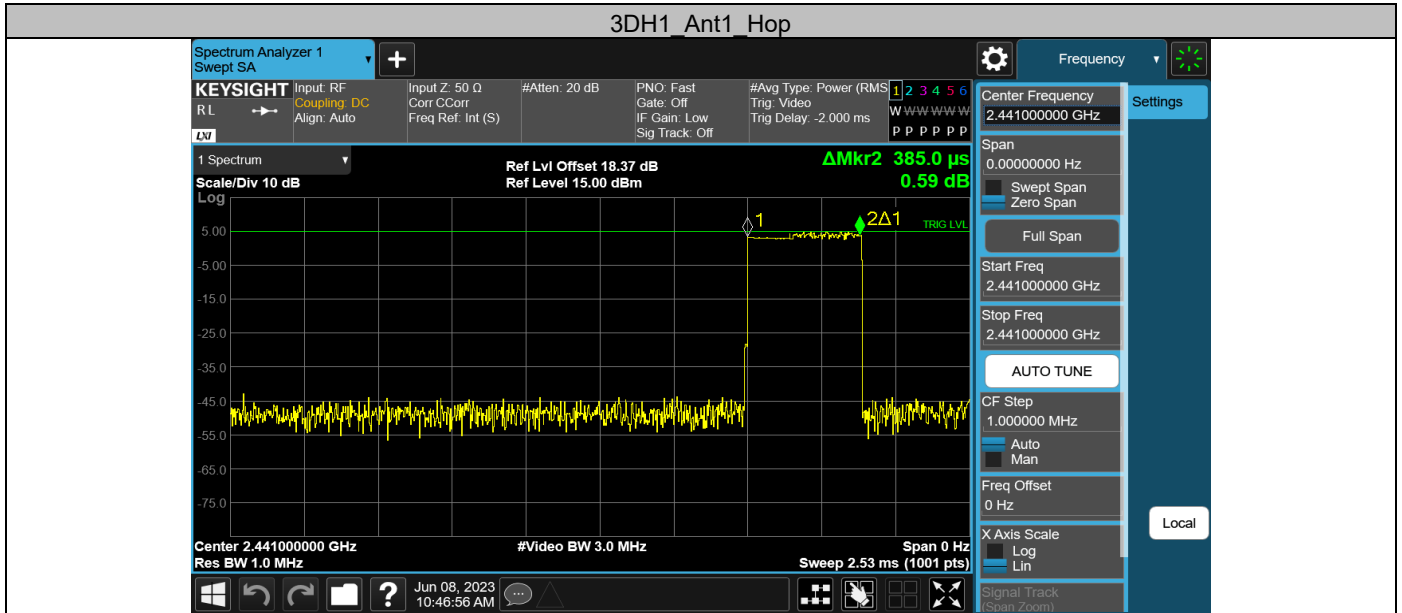 3DH1_Ant1_Hop
Spectrum Analyzer 1
Swept SA
Frequency
KEYSIGHT
RL
LXI
Input: RF
Coupling: DC
Align: Auto
Input Z: 50 Ω
Corr CCorr
Freq Ref: Int (S)
#Atten: 20 dB
PNO: Fast
Gate: Off
IF Gain: Low
Sig Track: Off
#Avg Type: Power (RMS
Trig: Video
Trig Delay: -2.000 ms
1 2 3 4 5 6
W W W W W W
P P P P P P
1 Spectrum
Scale/Div 10 dB
Log
Ref Lvl Offset 18.37 dB
Ref Level 15.00 dBm
ΔMkr2 385.0 µs
0.59 dB
1
2Δ1
TRIG LVL
5.00
-5.00
-15.0
-25.0
-35.0
-45.0
-55.0
-65.0
-75.0
Center 2.441000000 GHz
#Video BW 3.0 MHz
Span 0 Hz
Res BW 1.0 MHz
Sweep 2.53 ms (1001 pts)
?
Jun 08, 2023
10:46:56 AM
Center Frequency
2.441000000 GHz
Settings
Span
0.00000000 Hz
Swept Span
Zero Span
Full Span
Start Freq
2.441000000 GHz
Stop Freq
2.441000000 GHz
AUTO TUNE
CF Step
1.000000 MHz
Auto
Man
Freq Offset
0 Hz
X Axis Scale
Log
Lin
Local
Signal Track
(Span Zoom)